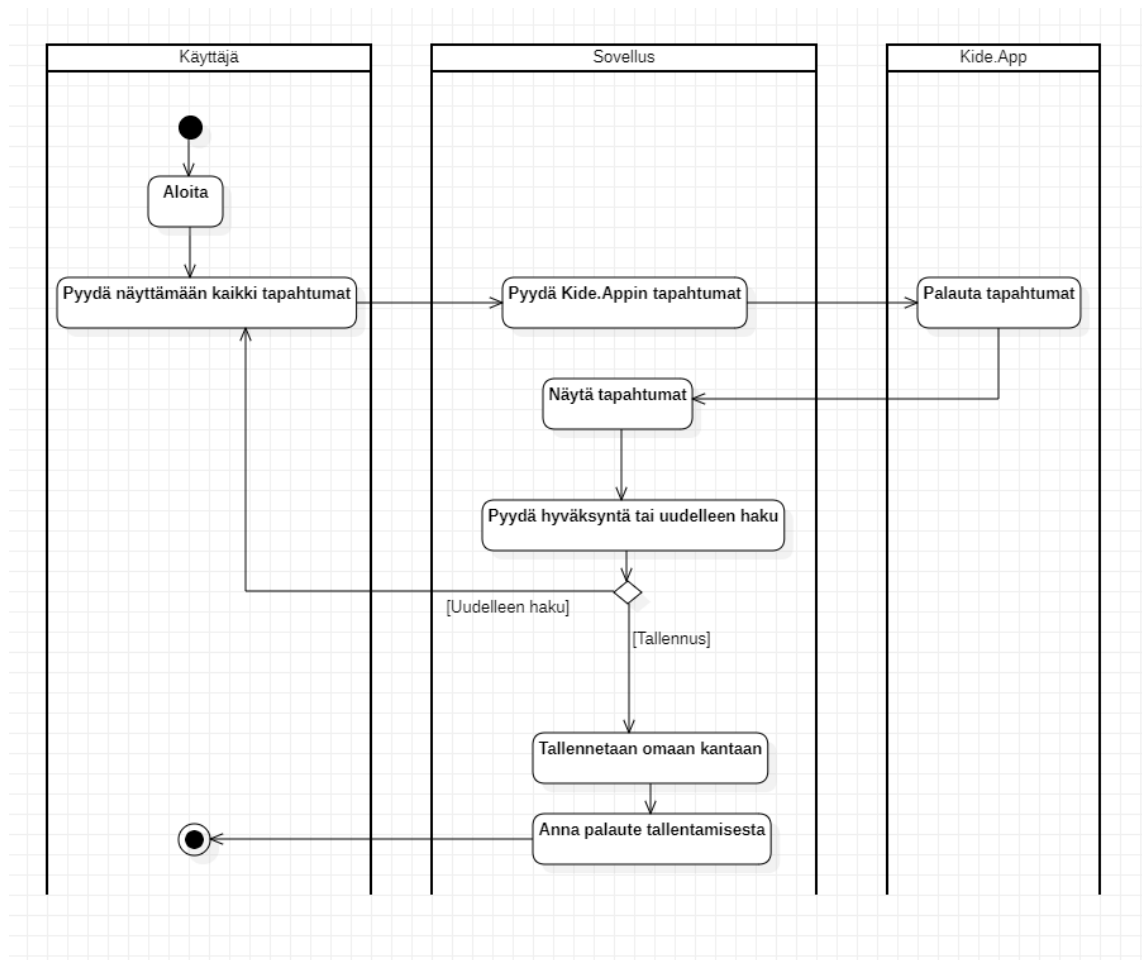 Käyttäjä
Sovellus
Kide.App
Aloita
Pyydä näyttämään kaikki tapahtumat
Pyydä Kide.Appin tapahtumat
Palauta tapahtumat
Näytä tapahtumat
Pyydä hyväksyntä tai uudelleen haku
[Uudelleen haku]
[Tallennus]
Tallennetaan omaan kantaan
Anna palaute tallentamisesta